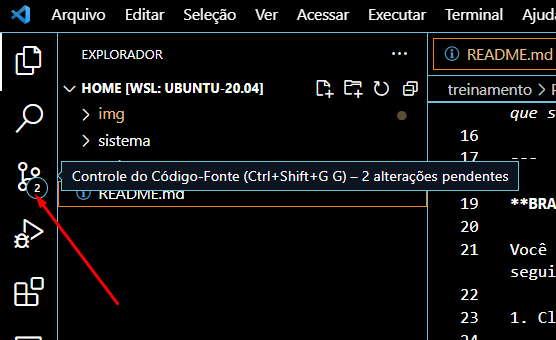 Arquivo Editar Seleção Ver Acessar Executar Terminal Ajuda
EXPLORADOR ···
README.md
HOME [WSL: UBUNTU-20.04]
treinamento >
img
que s
16
sistema
17 ---
Controle do Código-Fonte (Ctrl+Shift+G G) – 2 alterações pendentes
2
README.md
19 **BRA
20
21 Você
segui
22
23 1. Cl
24